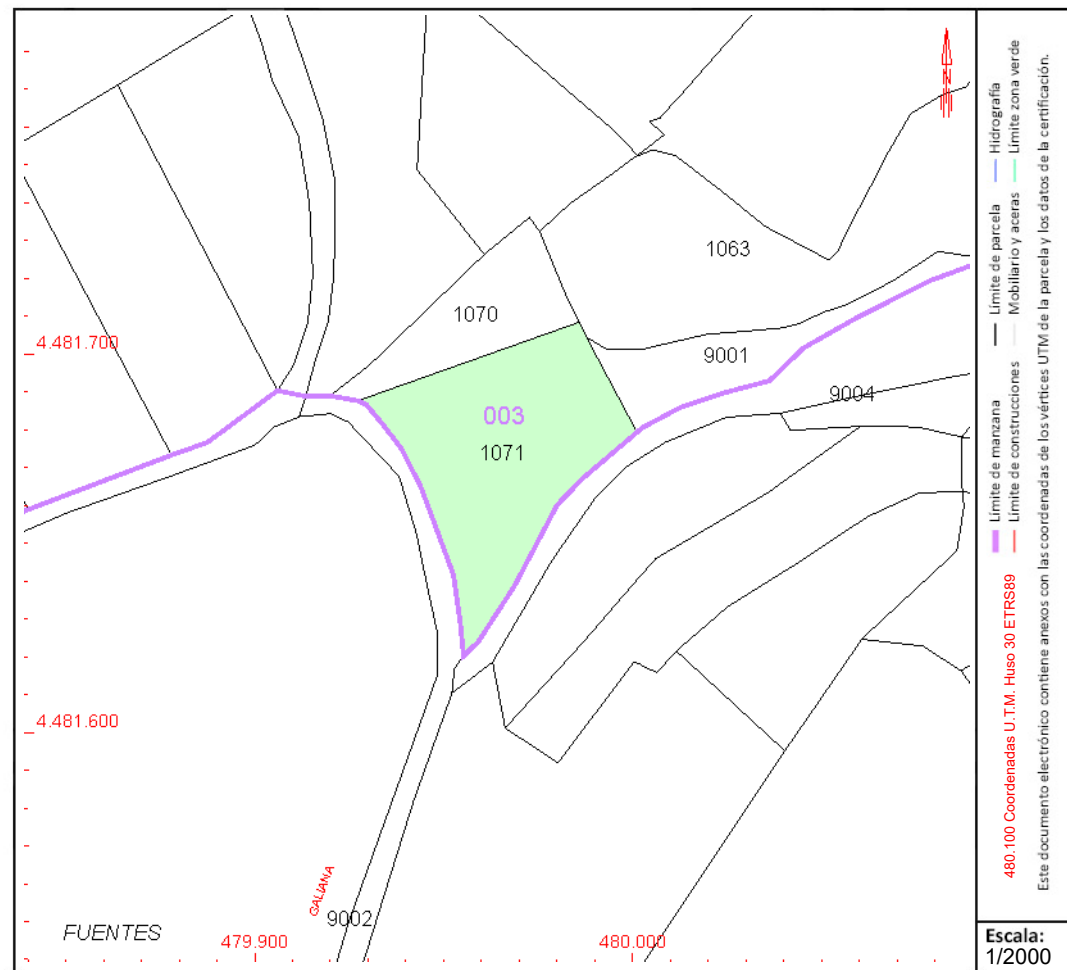 1063
1070
4.481.700
9001
9004
003
1071
4.481.600
GALIANA
9002
FUENTES
479.900
480.000
N
Límite de manzana
Límite de parcela
Hidrografía
Límite de construcciones
Mobiliario y aceras
Límite zona verde
480.100 Coordenadas U.T.M. Huso 30 ETRS89
Este documento electrónico contiene anexos con las coordenadas de los vértices UTM de la parcela y los datos de la certificación.
Escala:
1/2000